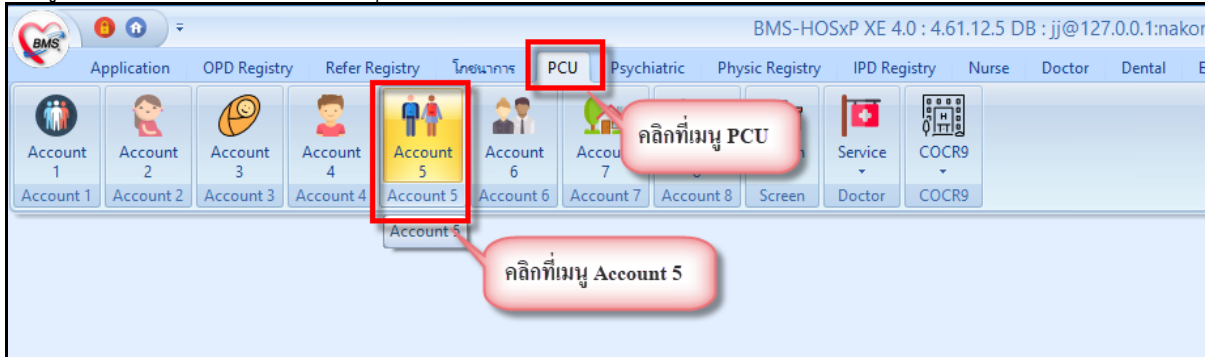 BMS
BMS-HOSxP XE 4.0 : 4.61.12.5 DB : jj@127.0.0.1:nakor
Application OPD Registry Refer Registry โภชนาการ PCU Psychiatric Physic Registry IPD Registry Nurse Doctor Dental E
คลิกที่เมนู PCU
Account 1 Account 2 Account 3 Account 4 Account 5 Account 6 Accou 7 Service COCR9
Account 1 Account 2 Account 3 Account 4 Account 5 Account 6 Account 7 Account 8 Screen Doctor COCR9
Account 5
คลิกที่เมนู Account 5